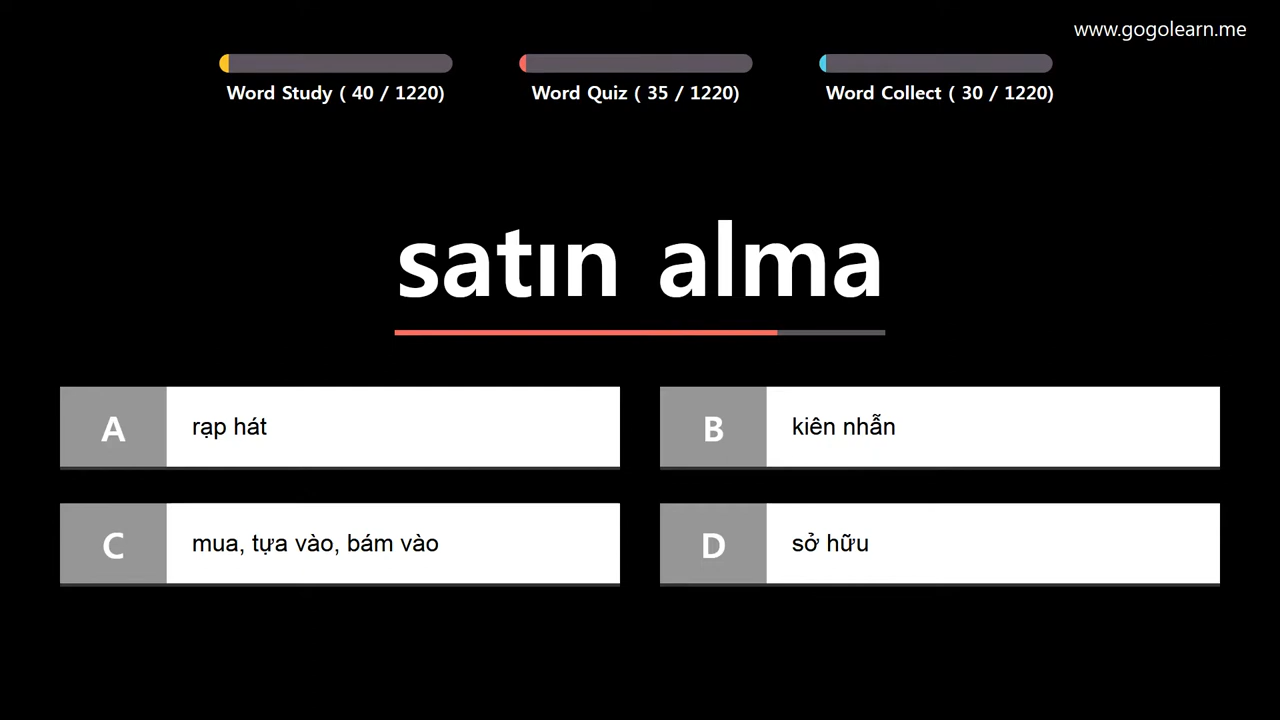 www.gogolearn.me
Word Study ( 40 / 1220)
Word Quiz ( 35 / 1220)
Word Collect ( 30 / 1220)
satın alma
A
rạp hát
B
kiên nhẫn
C
mua, tựa vào, bám vào
D
sở hữu